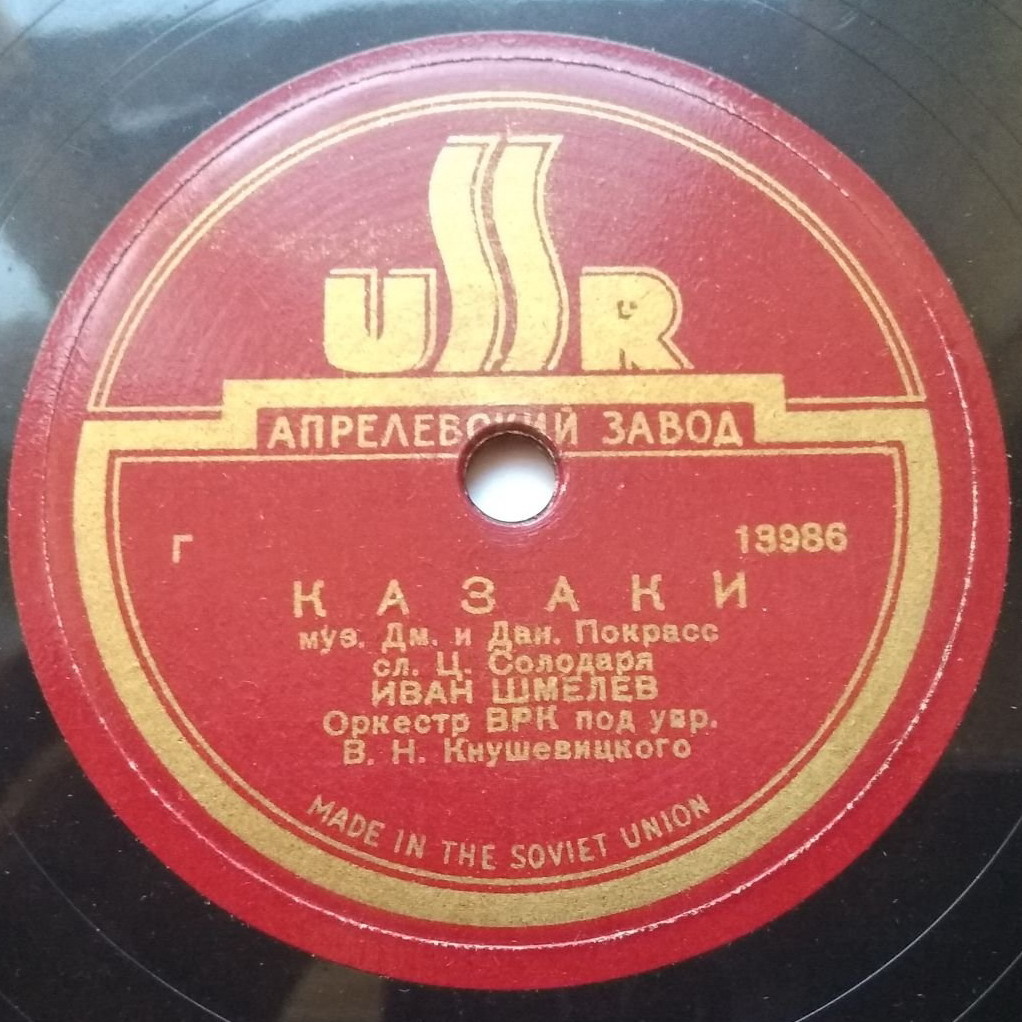 USSR
АПРЕЛЕВСКИЙ ЗАВОД
Г 13986
КАЗАКИ
муз. Дм. и Дан. Покрасс
сл. Ц. Солодаря
ИВАН ШМЕЛЕВ
Оркестр ВРК под увр.
В. Н. Кнушевицкого
MADE IN THE SOVIET UNION